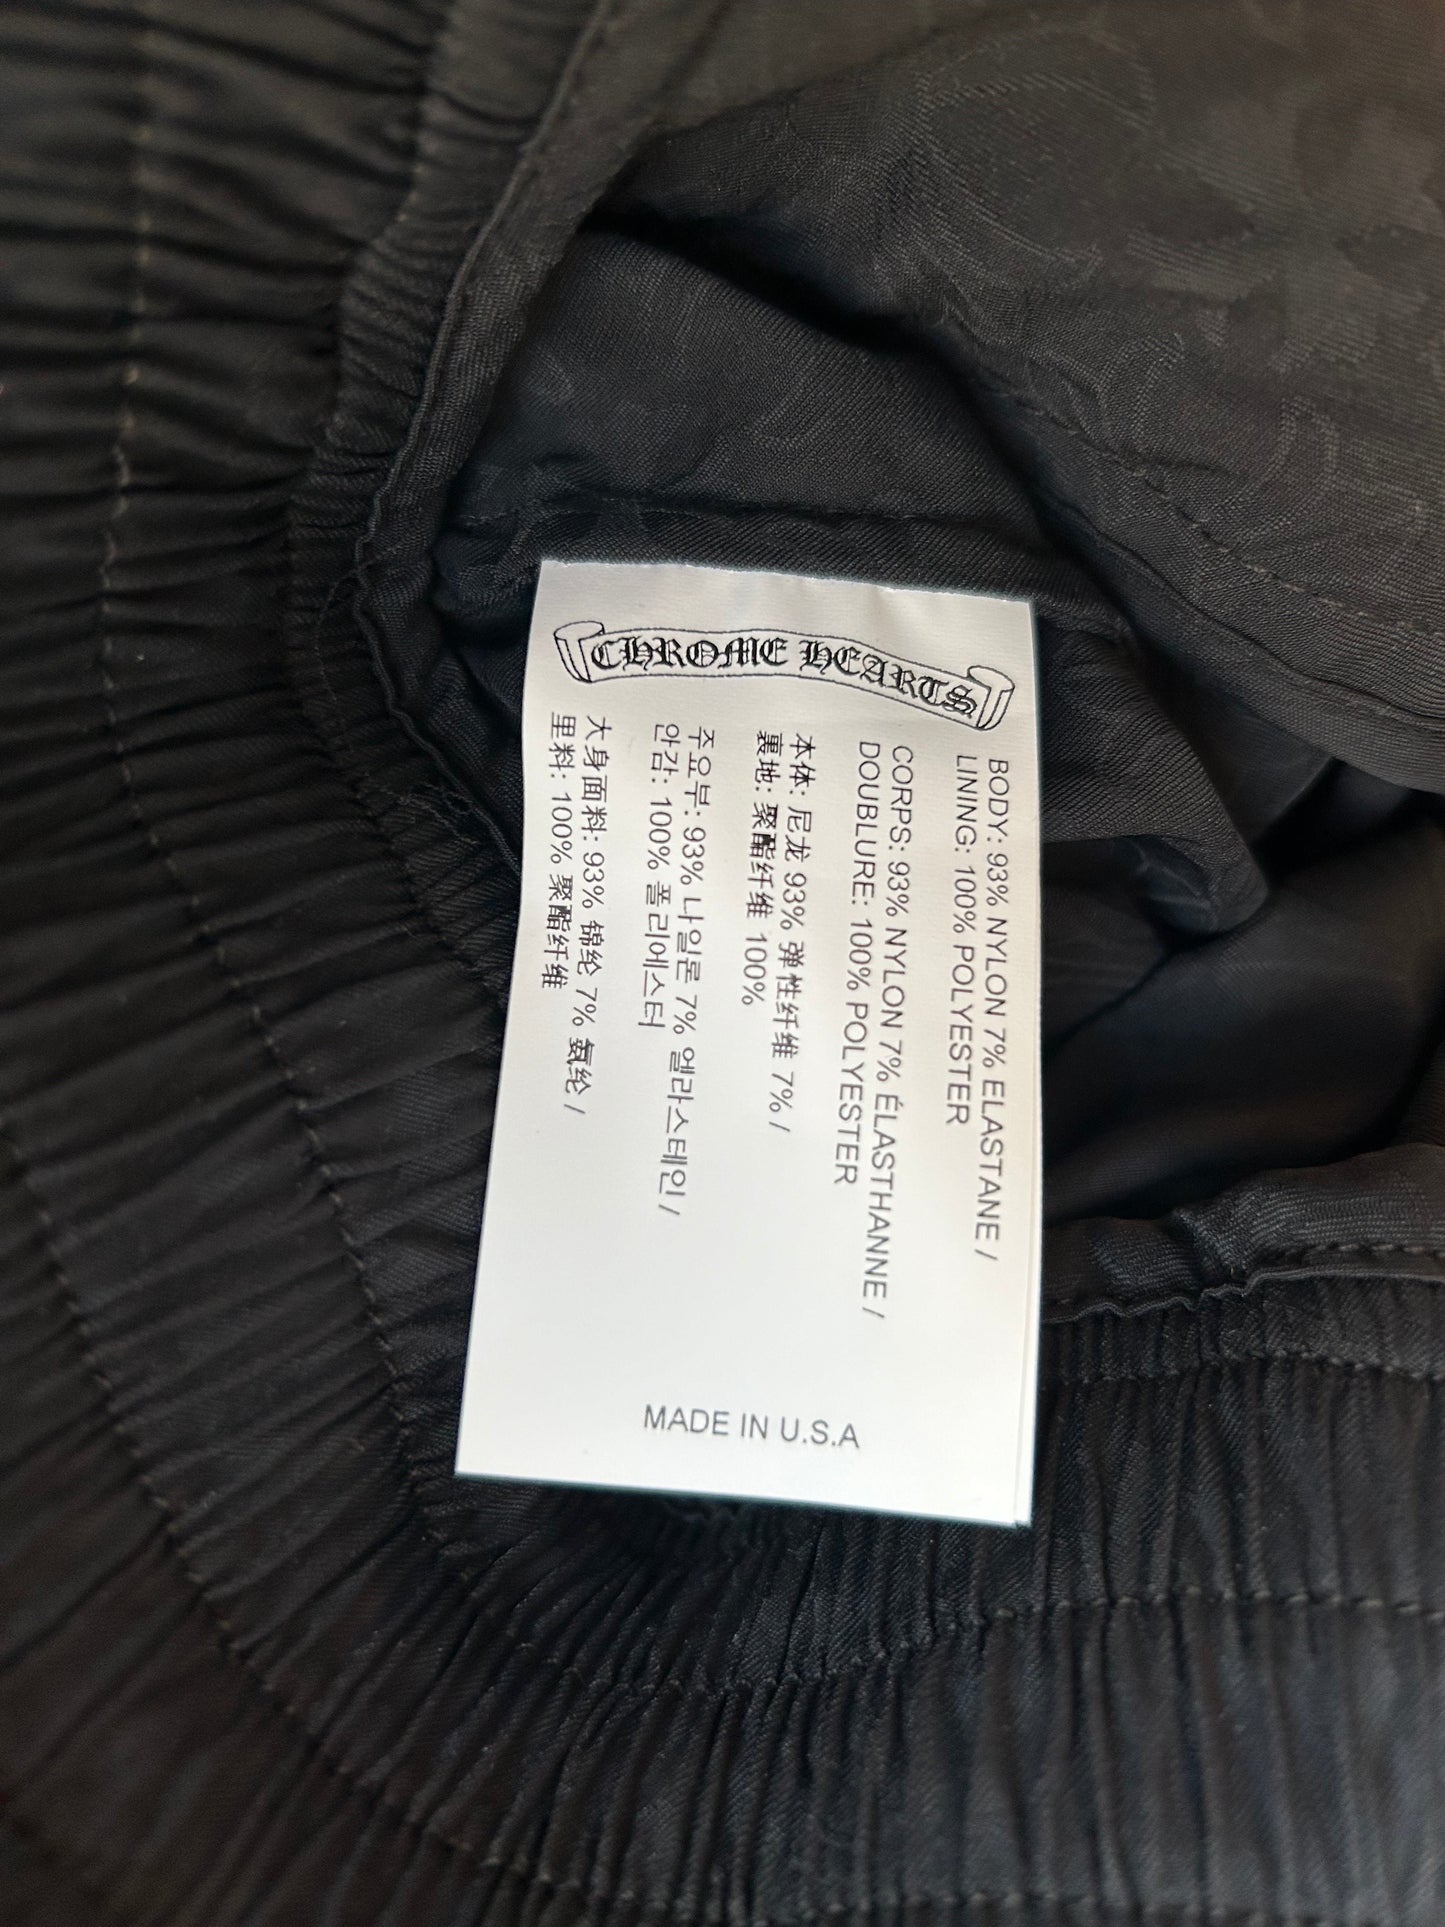 CHROME HEARTS
BODY: 93% NYLON 7% ELASTANE /
LINING: 100% POLYESTER
CORPS: 93% NYLON 7% ÉLASTHANNE /
DOUBLURE: 100% POLYESTER
本体: 尼龙 93% 弹性纤维 7% /
裏地: 聚酯纤维 100%
주요부: 93% 나일론 7% 엘라스테인 /
안감: 100% 폴리에스터
大身面料: 93% 锦纶 7% 氨纶 /
里料: 100% 聚酯纤维
MADE IN U.S.A